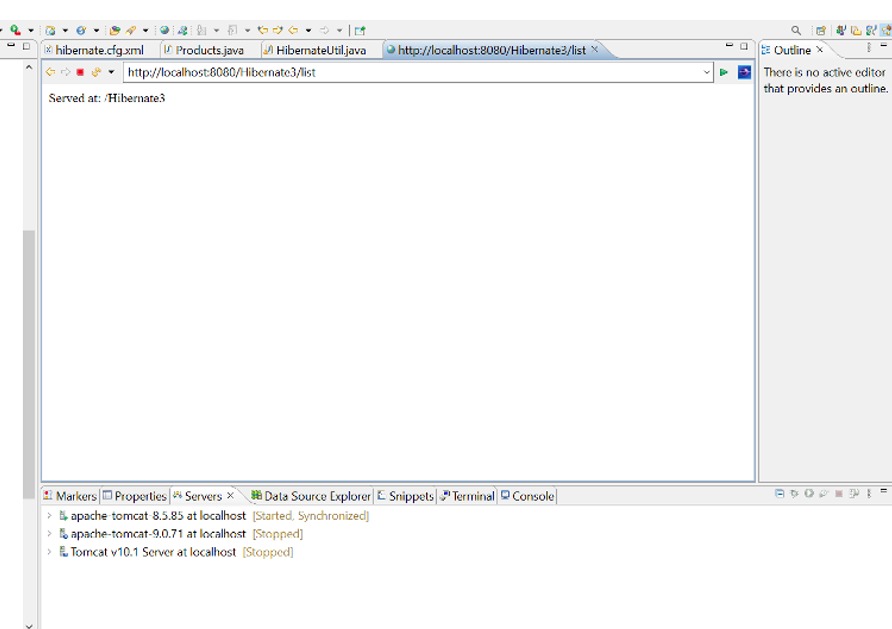 hibernate.cfg.xml Products.java HibernateUtil.java http://localhost:8080/Hibernate3/list
Outline
http://localhost:8080/Hibernate3/list
There is no active editor
that provides an outline.
Served at: /Hibernate3
Markers Properties Servers Data Source Explorer Snippets Terminal Console
apache-tomcat-8.5.85 at localhost [Started, Synchronized]
apache-tomcat-9.0.71 at localhost [Stopped]
Tomcat v10.1 Server at localhost [Stopped]